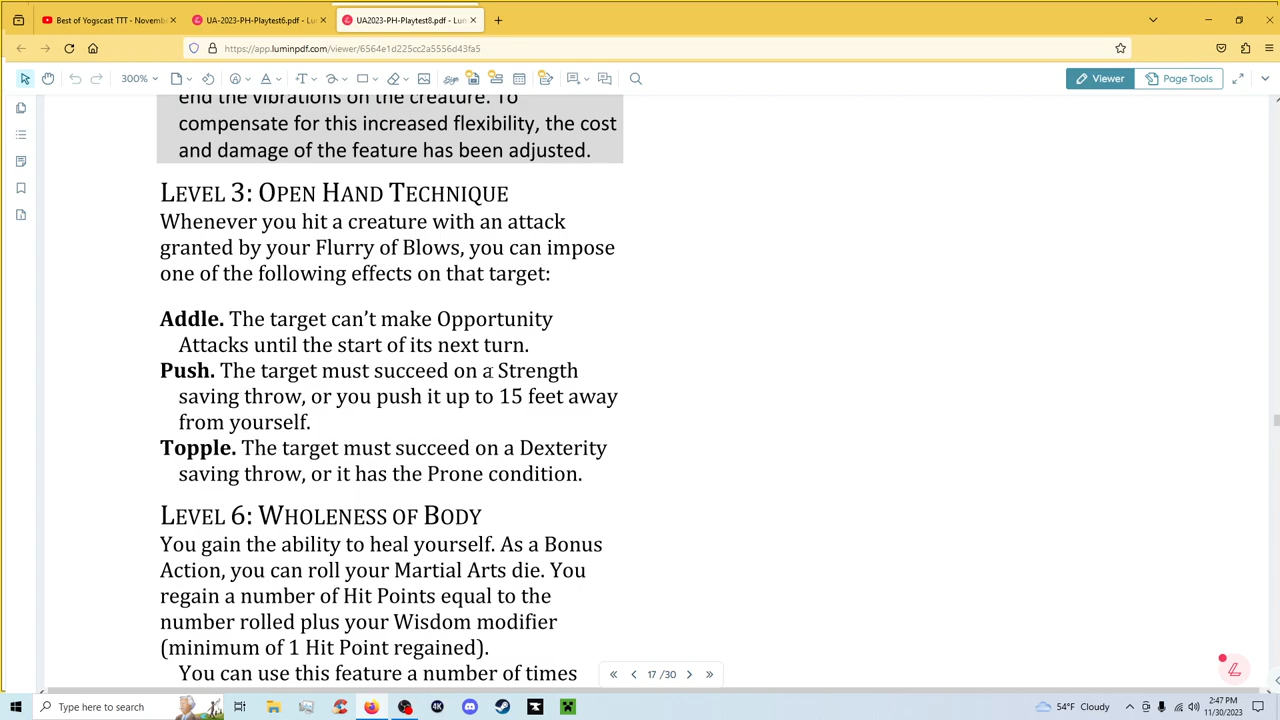 Best of Yogscast TTT - Novemb
UA-2023-PH-Playtest6.pdf - Lu
UA2023-PH-Playtest8.pdf - Lum
https://app.luminpdf.com/viewer/6564e1d225cc2a5556d43fa5
300%
Viewer
Page Tools
end the vibrations on the creature. To
compensate for this increased flexibility, the cost
and damage of the feature has been adjusted.
LEVEL 3: OPEN HAND TECHNIQUE
Whenever you hit a creature with an attack
granted by your Flurry of Blows, you can impose
one of the following effects on that target:
Addle. The target can’t make Opportunity
Attacks until the start of its next turn.
Push. The target must succeed on a Strength
saving throw, or you push it up to 15 feet away
from yourself.
Topple. The target must succeed on a Dexterity
saving throw, or it has the Prone condition.
LEVEL 6: WHOLENESS OF BODY
You gain the ability to heal yourself. As a Bonus
Action, you can roll your Martial Arts die. You
regain a number of Hit Points equal to the
number rolled plus your Wisdom modifier
(minimum of 1 Hit Point regained).
You can use this feature a number of times
17 /30
Type here to search
4K
54°F Cloudy
2:47 PM
11/30/2023